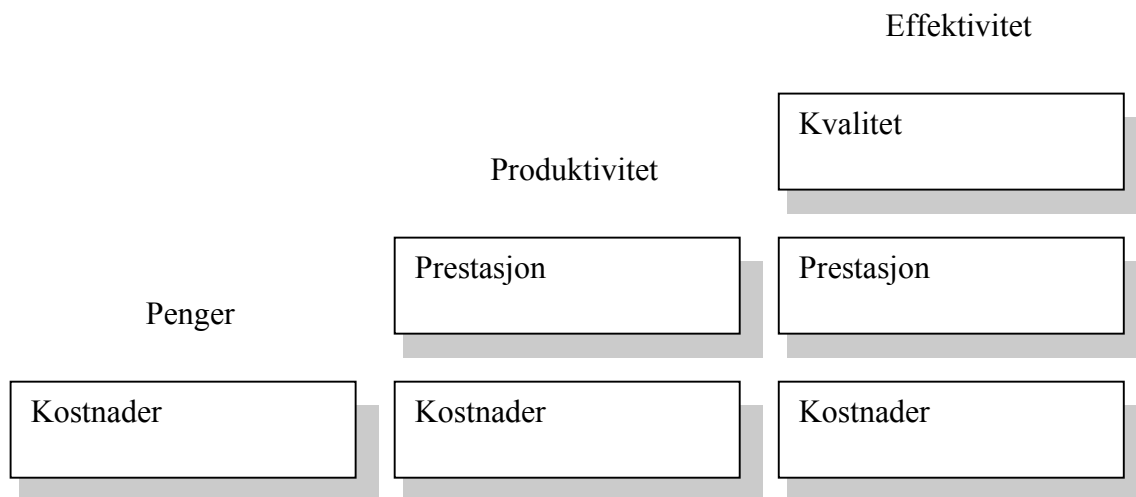 Effektivitet
Kvalitet
Produktivitet
Prestasjon
Prestasjon
Penger
Kostnader
Kostnader
Kostnader